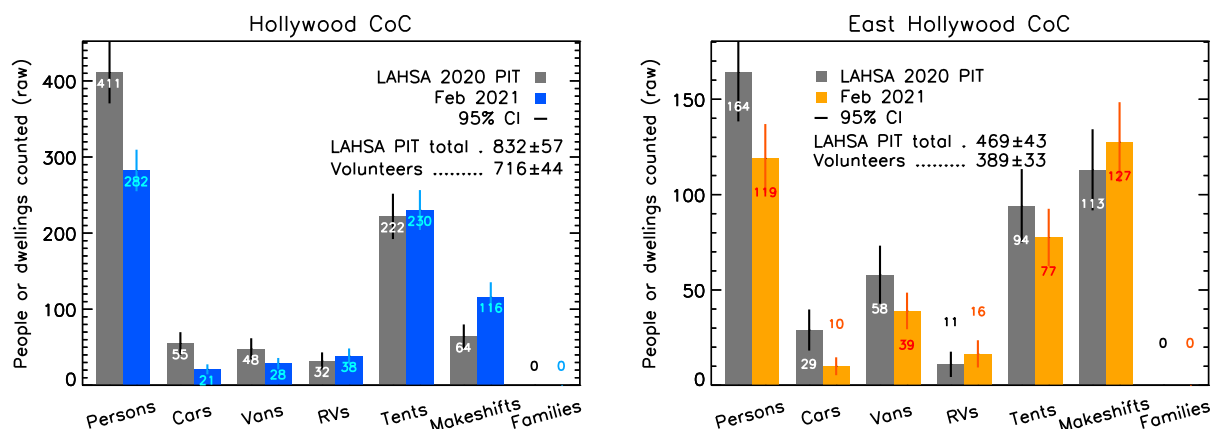 Hollywood CoC
People or dwellings counted (raw)
400
300
200
100
0
LAHSA 2020 PIT
Feb 2021
95% CI
LAHSA PIT total . 832±57
Volunteers ......... 716±44
411
282
55
21
48
28
32
38
222
230
64
116
0
0
Persons
Cars
Vans
RVs
Tents
Makeshifts
Families
East Hollywood CoC
People or dwellings counted (raw)
150
100
50
0
LAHSA 2020 PIT
Feb 2021
95% CI
LAHSA PIT total . 469±43
Volunteers ......... 389±33
164
119
29
10
58
39
11
16
94
77
113
127
0
0
Persons
Cars
Vans
RVs
Tents
Makeshifts
Families